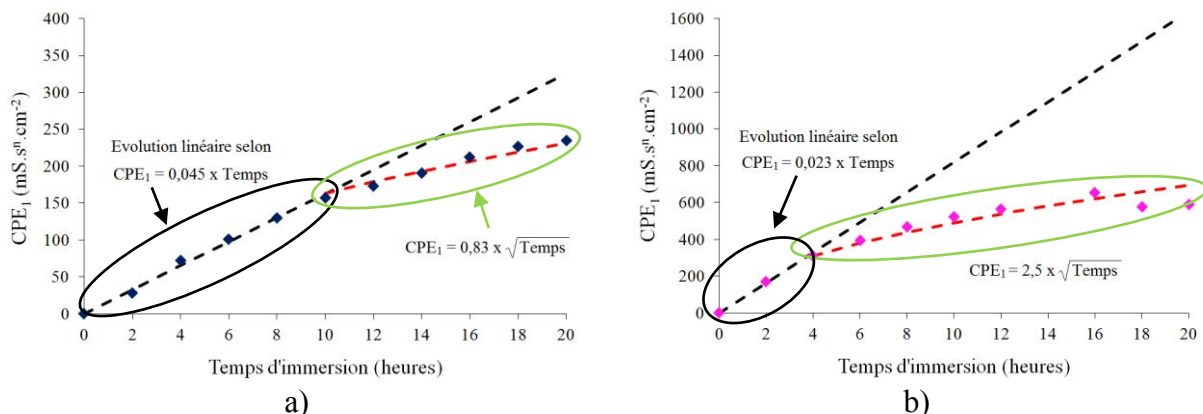 400
350
300
250
200
150
100
50
0
CPE₁ (mS.sⁿ.cm⁻²)
Evolution linéaire selon
CPE₁ = 0,045 x Temps
CPE₁ = 0,83 x √Temps
0 2 4 6 8 10 12 14 16 18 20
Temps d'immersion (heures)
a)
1600
1400
1200
1000
800
600
400
200
0
CPE₁ (mS.sⁿ.cm⁻²)
Evolution linéaire selon
CPE₁ = 0,023 x Temps
CPE₁ = 2,5 x √Temps
0 2 4 6 8 10 12 14 16 18 20
Temps d'immersion (heures)
b)